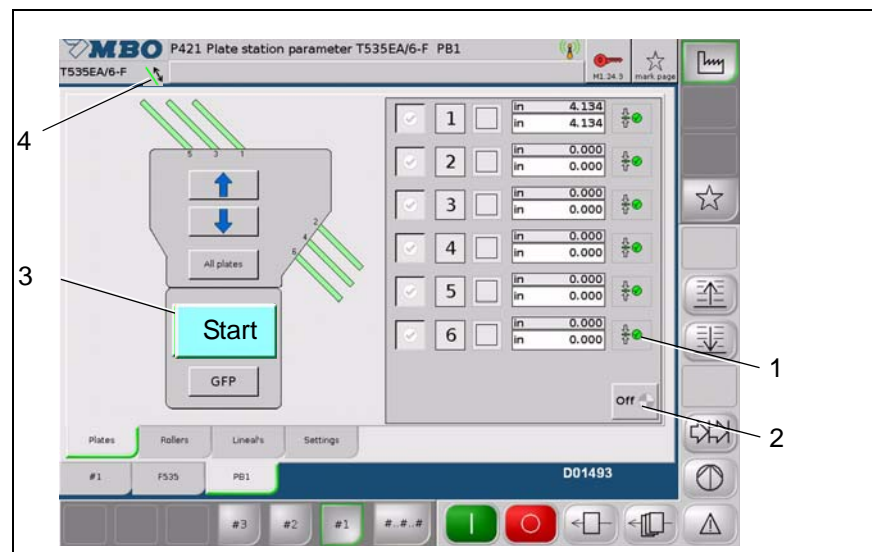 MBO P421 Plate station parameter T535EA/6-F PB1
T535EA/6-F
M1.24.3
mark page
4
5 3 1
1 in 4.134
in 4.134
2 in 0.000
in 0.000
3 in 0.000
in 0.000
4 in 0.000
in 0.000
5 in 0.000
in 0.000
6 in 0.000
in 0.000
2
4
6
All plates
3
Start
GFP
1
Off
2
Plates Rollers Lineal's Settings
#1 F535 PB1 D01493
#3 #2 #1 #..#..#